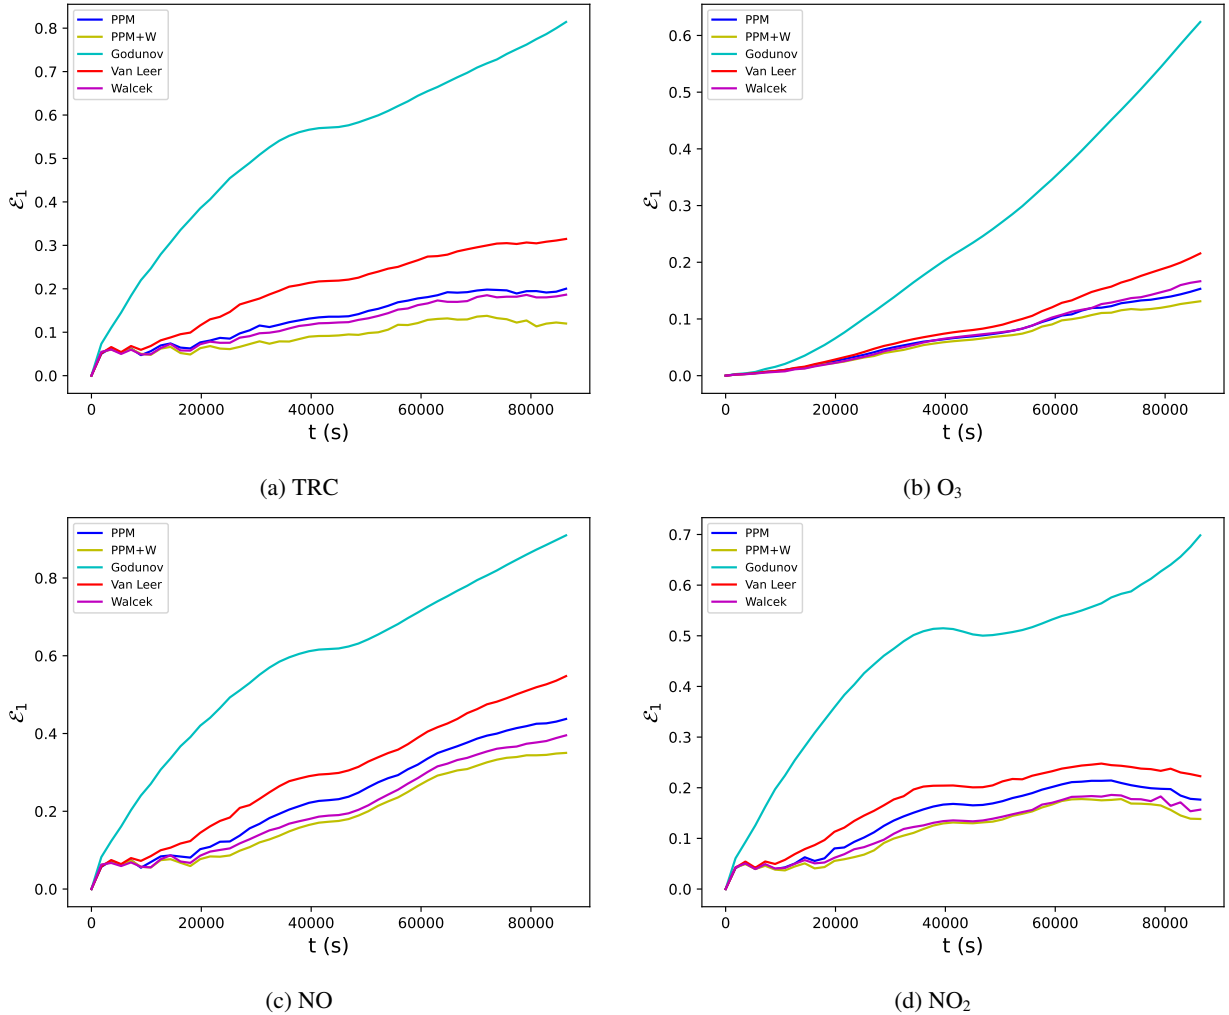 PPM
PPM+W
Godunov
Van Leer
Walcek
0.8
0.7
0.6
0.5
0.4
0.3
0.2
0.1
0.0
ℰ₁
0 20000 40000 60000 80000
t (s)
(a) TRC
PPM
PPM+W
Godunov
Van Leer
Walcek
0.6
0.5
0.4
0.3
0.2
0.1
0.0
ℰ₁
0 20000 40000 60000 80000
t (s)
(b) O₃
PPM
PPM+W
Godunov
Van Leer
Walcek
0.8
0.6
0.4
0.2
0.0
ℰ₁
0 20000 40000 60000 80000
t (s)
(c) NO
PPM
PPM+W
Godunov
Van Leer
Walcek
0.7
0.6
0.5
0.4
0.3
0.2
0.1
0.0
ℰ₁
0 20000 40000 60000 80000
t (s)
(d) NO₂